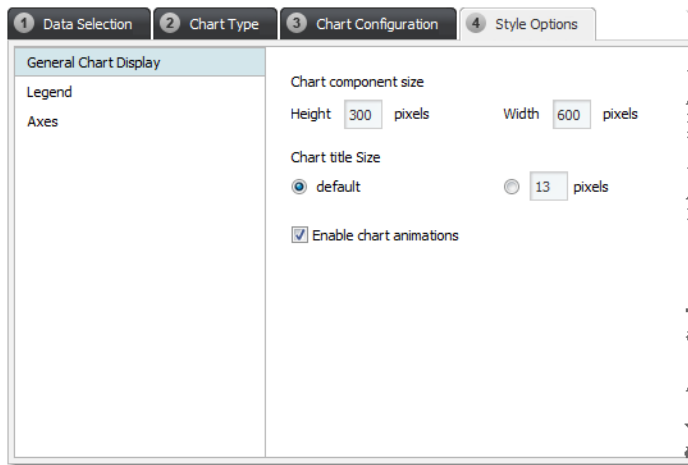 1 Data Selection 2 Chart Type 3 Chart Configuration 4 Style Options
General Chart Display
Legend
Axes
Chart component size
Height 300 pixels Width 600 pixels
Chart title Size
default 13 pixels
Enable chart animations